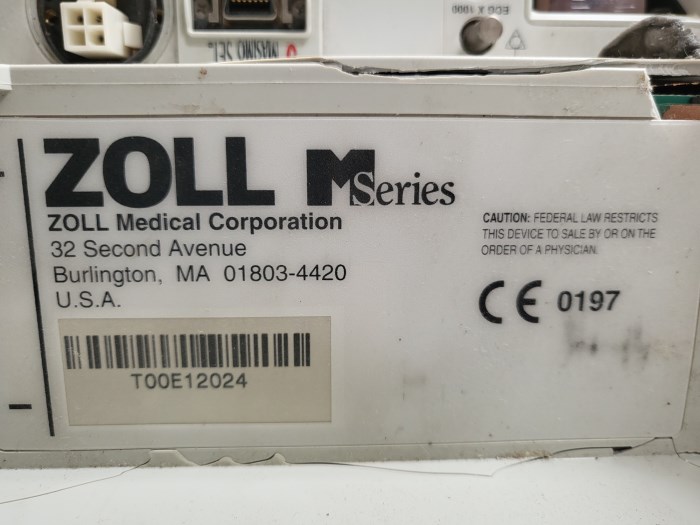 MASIMO SET
ECG X 1000
ZOLL M Series
ZOLL Medical Corporation
32 Second Avenue
Burlington, MA 01803-4420
U.S.A.
CAUTION: FEDERAL LAW RESTRICTS
THIS DEVICE TO SALE BY OR ON THE
ORDER OF A PHYSICIAN.
CE 0197
T00E12024